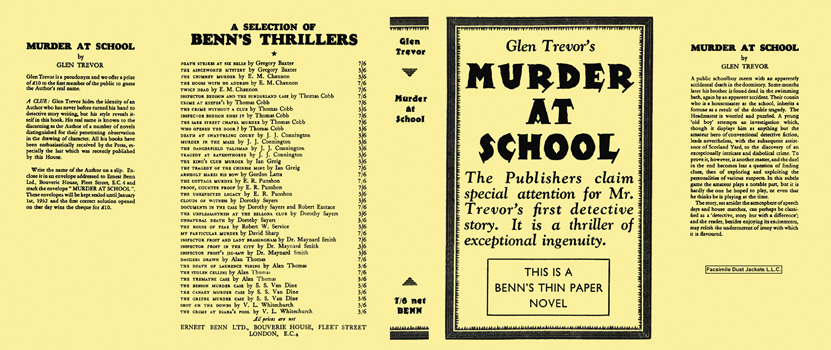 MURDER AT SCHOOL
by
GLEN TREVOR
Glen Trevor is a pseudonym and we offer a prize
of £10 to the first member of the public to guess
the Author's real name.
A CLUE: Glen Trevor hides the identity of an
Author who has never before turned his hand to
detective story writing, but his style reveals it-
self in this book. His real name is known to the
discerning as the Author of a number of novels
distinguished for their penetrating observation
in the drawing of character. All his books have
been enthusiastically received by the Press, es-
pecially the last which was recently published
by this House.
Write the name of the Author on a slip. En-
close it in an envelope addressed to Ernest Benn
Ltd., Bouverie House, Fleet Street, E.C.4 and
mark the envelope "MURDER AT SCHOOL".
These envelopes will be kept sealed until January
1st, 1932 and the first correct solution opened
on that day wins the cheque for £10.
A SELECTION OF
BENN'S THRILLERS
DEATH STRIKES AT SIX BELLS by Gregory Baxter 7/6
THE AINCEWORTH MYSTERY by Gregory Baxter 3/6
THE CHIMNEY MURDER by E. M. Channon 3/6
THE HOUSE WITH NO ADDRESS by E. M. Channon 7/6
TWICE DEAD by E. M. Channon 7/6
INSPECTOR BEDISON AND THE SUNDERLAND CASE by Thomas Cobb 7/6
CRIME AT KEEPER'S by Thomas Cobb 3/6
THE CRIME WITHOUT A CLUE by Thomas Cobb 3/6
INSPECTOR BEDISON RISKS IT by Thomas Cobb 7/6
THE SARK STREET CHAPEL MURDER by Thomas Cobb 7/6
WHO OPENED THE DOOR? by Thomas Cobb 3/6
DEATH AT SWAYTHLING COURT by J. J. Connington 3/6
MURDER IN THE MAZE by J. J. Connington 3/6
THE DANGERFIELD TALISMAN by J. J. Connington 3/6
TRAGEDY AT RAVENSTHORPE by J. J. Connington 3/6
THE KING'S CLUB MURDER by Ian Greig 3/6
THE TRAGEDY OF THE CHINESE MINE by Ian Greig 3/6
ARNHOLT MAKES HIS BOW by Gordon Latta 7/6
THE COTTAGE MURDER by E. R. Punshon 7/6
PROOF, COUNTER PROOF by E. R. Punshon 7/6
THE UNEXPECTED LEGACY by E. R. Punshon 3/6
CLOUDS OF WITNESS by Dorothy Sayers 3/6
DOCUMENTS IN THE CASE by Dorothy Sayers and Robert Eustace 7/6
THE UNPLEASANTNESS AT THE BELLONA CLUB by Dorothy Sayers 3/6
UNNATURAL DEATH by Dorothy Sayers 3/6
THE HOUSE OF FEAR by Robert W. Service 3/6
MY PARTICULAR MURDER by David Sharp 7/6
INSPECTOR FROST AND LADY BRASSINGHAM by Dr. Maynard Smith 7/6
INSPECTOR FROST IN THE CITY by Dr. Maynard Smith 3/6
INSPECTOR FROST'S JIG-SAW by Dr. Maynard Smith 3/6
DAGGERS DRAWN by Alan Thomas 7/6
THE DEATH OF LAURENCE VINING by Alan Thomas 3/6
THE STOLEN CELLINI by Alan Thomas 7/6
THE TREMAYNE CASE by Alan Thomas 3/6
THE BENSON MURDER CASE by S. S. Van Dine 3/6
THE CANARY MURDER CASE by S. S. Van Dine 3/6
THE GREENE MURDER CASE by S. S. Van Dine 3/6
SHOT ON THE DOWNS by V. L. Whitechurch 3/6
THE CRIME AT DIANA'S POOL by V. L. Whitechurch 3/6
All prices are net
ERNEST BENN LTD., BOUVERIE HOUSE, FLEET STREET
LONDON, E.C.4
Glen
Trevor
Murder
at
School
7/6 net
BENN
Glen Trevor's
MURDER
AT
SCHOOL
The Publishers claim
special attention for Mr.
Trevor's first detective
story. It is a thriller of
exceptional ingenuity.
THIS IS A
BENN'S THIN PAPER
NOVEL
MURDER AT SCHOOL
by
GLEN TREVOR
A public schoolboy meets with an apparently
accidental death in the dormitory. Some months
later his brother is found dead in the swimming
bath, again by an apparent accident. Their cousin
who is a housemaster at the school, inherits a
fortune as a result of the double tragedy. The
Headmaster is worried and puzzled. A young
'old boy' attempts an investigation which,
though it displays him as anything but the
amateur hero of conventional detective fiction,
leads nevertheless, with the subsequent assist-
ance of Scotland Yard, to the discovery of an
exceptionally intricate and diabolical crime. To
prove it, however, is another matter, and the duel
in the end becomes less a question of finding
clues, than of exploring and exploiting the
personalities of various suspects. In this subtle
game the amateur plays a notable part, but it is
hardly the one he hoped to play, or even that
he thinks he is playing at the time.
The story, set amidst the atmosphere of speech
days and house matches, can perhaps be classi-
fied as a 'detective, story but with a difference';
and the reader, besides enjoying its excitements,
may relish the undercurrent of irony with which
it is flavoured.
Facsimile Dust Jackets L.L.C.